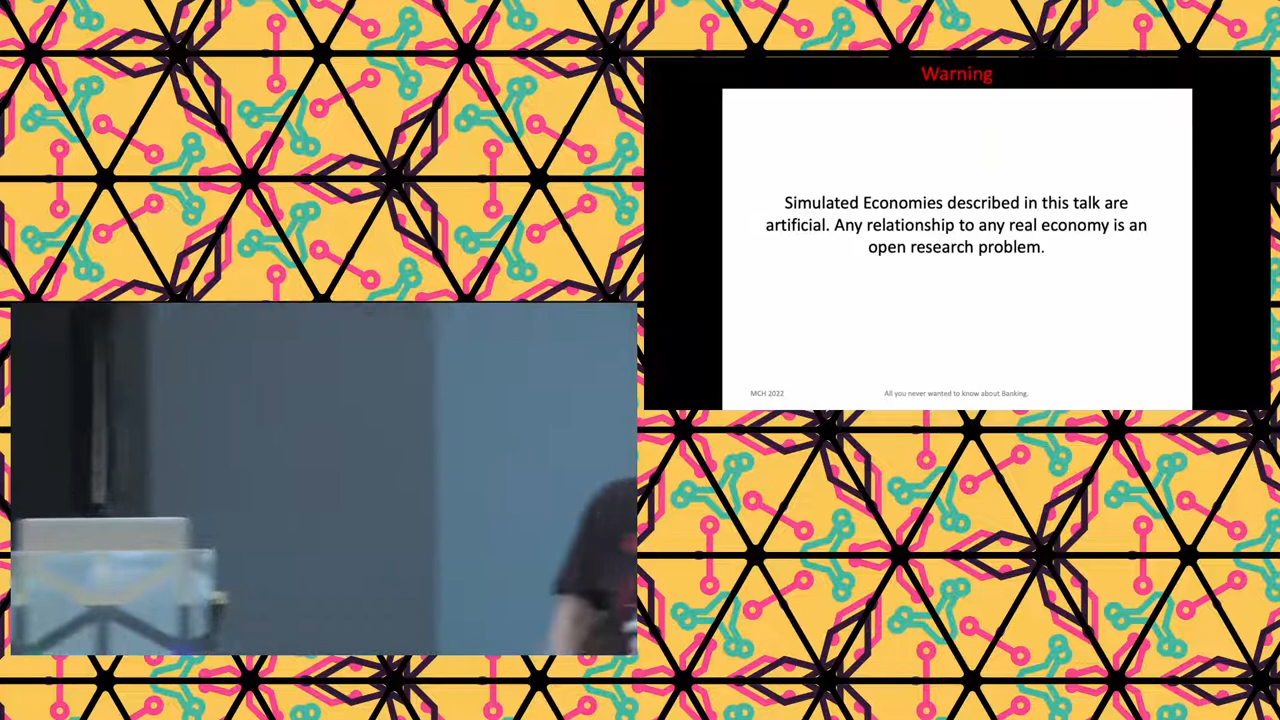 Warning
Simulated Economies described in this talk are
artificial. Any relationship to any real economy is an
open research problem.
MCH 2022
All you never wanted to know about Banking.